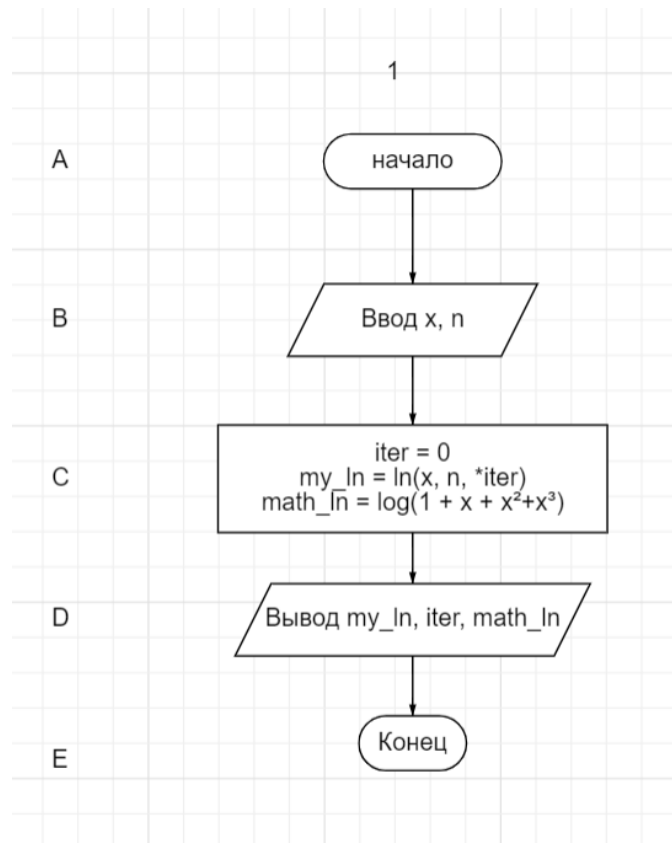 1
A
начало
B
Ввод x, n
C
iter = 0
my_ln = ln(x, n, *iter)
math_ln = log(1 + x + x²+x³)
D
Вывод my_ln, iter, math_ln
E
Конец